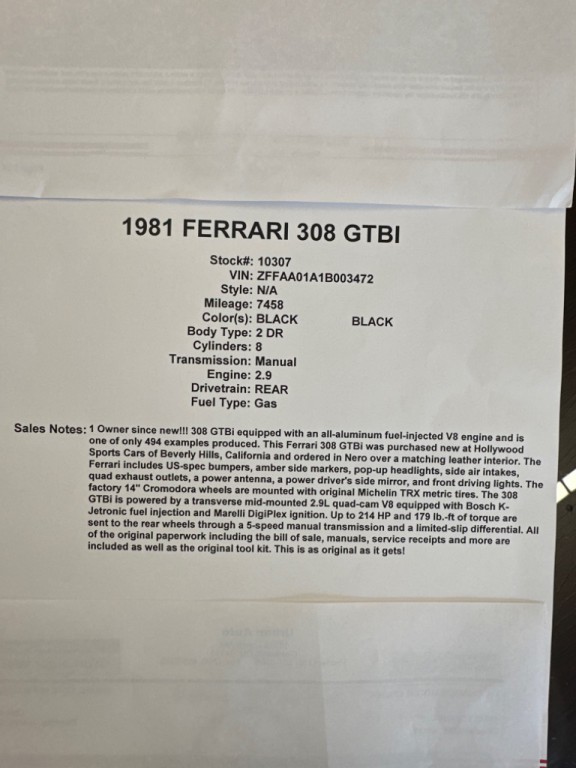 1981 FERRARI 308 GTBI
Stock#: 10307
VIN: ZFFAA01A1B003472
Style: N/A
Mileage: 7458
Color(s): BLACK BLACK
Body Type: 2 DR
Cylinders: 8
Transmission: Manual
Engine: 2.9
Drivetrain: REAR
Fuel Type: Gas
Sales Notes: 1 Owner since new!!! 308 GTBi equipped with an all-aluminum fuel-injected V8 engine and is
one of only 494 examples produced. This Ferrari 308 GTBi was purchased new at Hollywood
Sports Cars of Beverly Hills, California and ordered in Nero over a matching leather interior. The
Ferrari includes US-spec bumpers, amber side markers, pop-up headlights, side air intakes,
quad exhaust outlets, a power antenna, a power driver's side mirror, and front driving lights. The
factory 14" Cromodora wheels are mounted with original Michelin TRX metric tires. The 308
GTBi is powered by a transverse mid-mounted 2.9L quad-cam V8 equipped with Bosch K-
Jetronic fuel injection and Marelli DigiPlex ignition. Up to 214 HP and 179 lb.-ft of torque are
sent to the rear wheels through a 5-speed manual transmission and a limited-slip differential. All
of the original paperwork including the bill of sale, manuals, service receipts and more are
included as well as the original tool kit. This is as original as it gets!